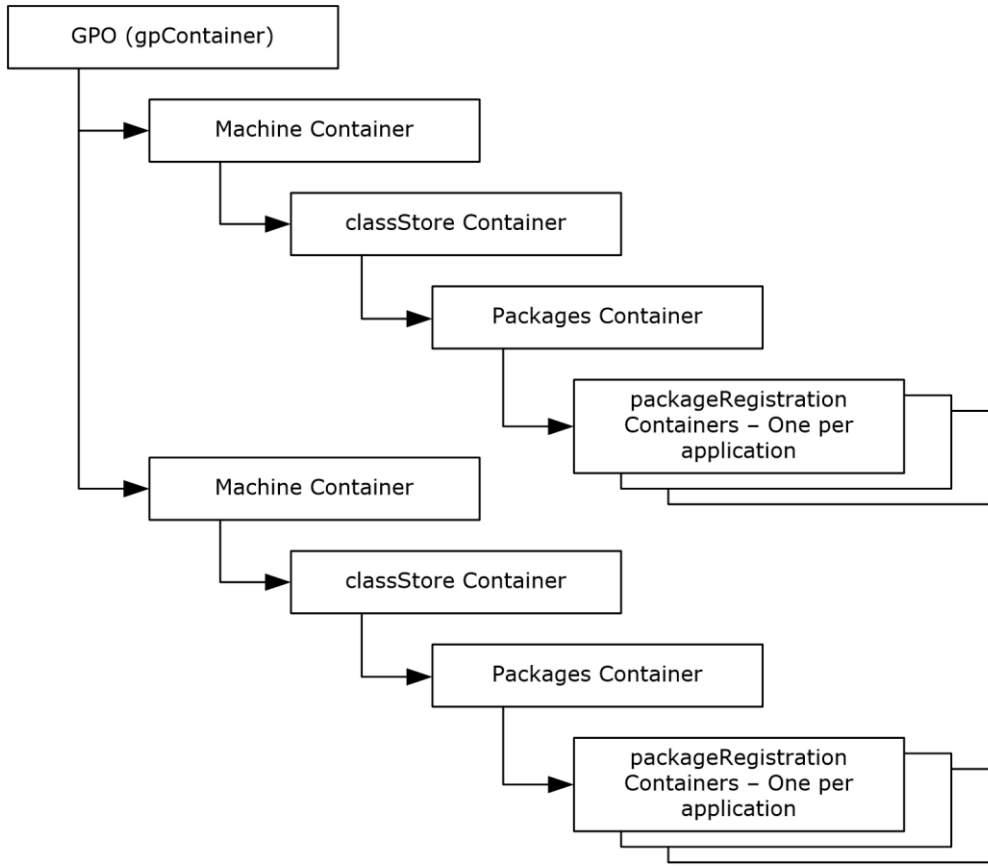 GPO (gpContainer)
Machine Container
classStore Container
Packages Container
packageRegistration
Containers – One per
application
Machine Container
classStore Container
Packages Container
packageRegistration
Containers – One per
application